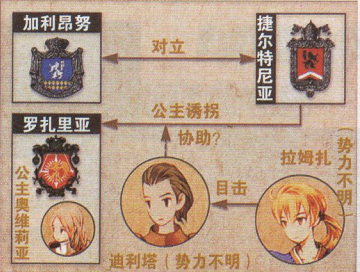 加利昂努
对立
捷尔特尼亚
公主诱拐
协助?
罗扎里亚
公主奥维莉亚
目击
拉姆扎
(势力不明)
迪利塔(势力不明)